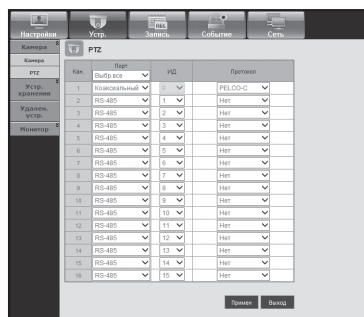 Настройки Устр. Запись Событие Сеть
REC
Камера PTZ
Камера
PTZ
Устр. хранения
Удален. устр.
Монитор
Кан. Порт ИД Протокол
Выбр.все
1 Коаксиальный 0 PELCO-C
2 RS-485 1 Нет
3 RS-485 2 Нет
4 RS-485 3 Нет
5 RS-485 4 Нет
6 RS-485 5 Нет
7 RS-485 6 Нет
8 RS-485 7 Нет
9 RS-485 8 Нет
10 RS-485 9 Нет
11 RS-485 10 Нет
12 RS-485 11 Нет
13 RS-485 12 Нет
14 RS-485 13 Нет
15 RS-485 14 Нет
16 RS-485 15 Нет
Примен Выход